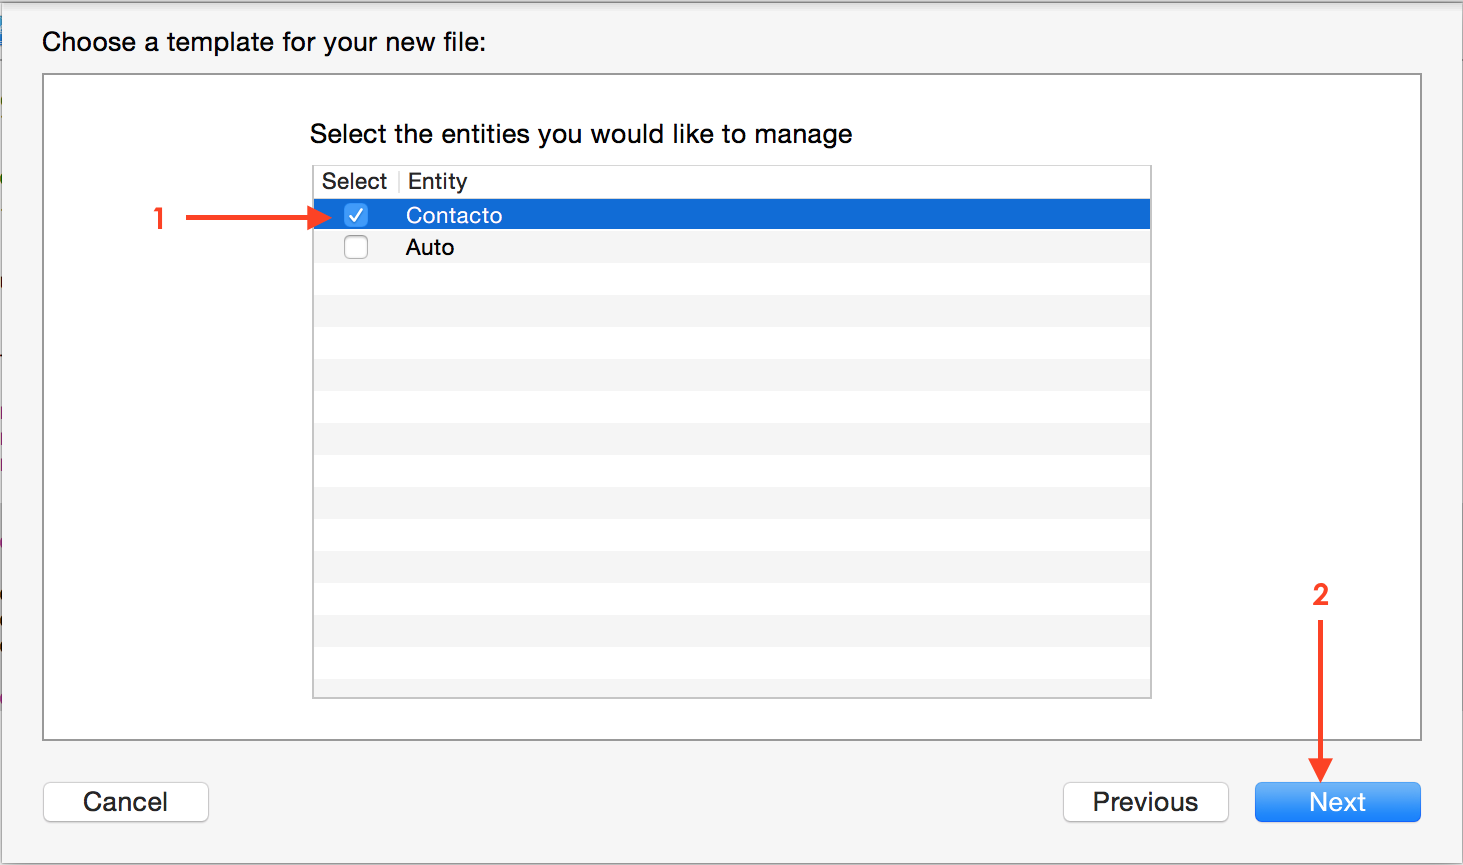 Choose a template for your new file:
Select the entities you would like to manage
Select Entity
1 Contacto
Auto
2
Cancel Previous Next